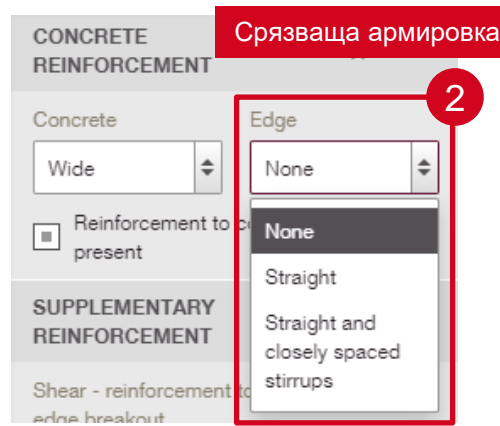 Срязваща армировка
CONCRETE
REINFORCEMENT
2
Concrete
Edge
Wide
None
Reinforcement to c
present
None
Straight
Straight and
closely spaced
stirrups
SUPPLEMENTARY
REINFORCEMENT
Shear - reinforcement to
edge breakout